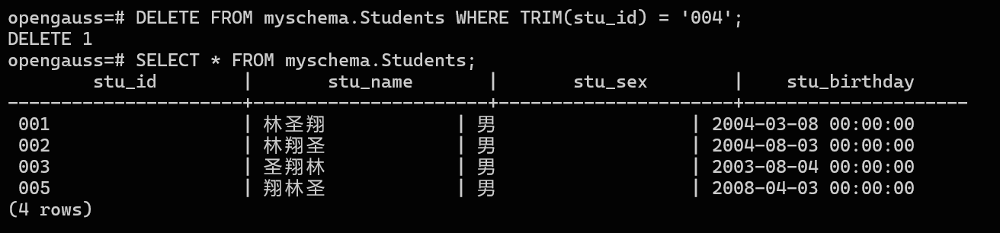 opengauss=# DELETE FROM myschema.Students WHERE TRIM(stu_id) = '004';
DELETE 1
opengauss=# SELECT * FROM myschema.Students;
        stu_id        |       stu_name       |       stu_sex        |    stu_birthday
----------------------+----------------------+----------------------+---------------------
 001                  | 林圣翔               | 男                   | 2004-03-08 00:00:00
 002                  | 林翔圣               | 男                   | 2004-08-03 00:00:00
 003                  | 圣翔林               | 男                   | 2003-08-04 00:00:00
 005                  | 翔林圣               | 男                   | 2008-04-03 00:00:00
(4 rows)